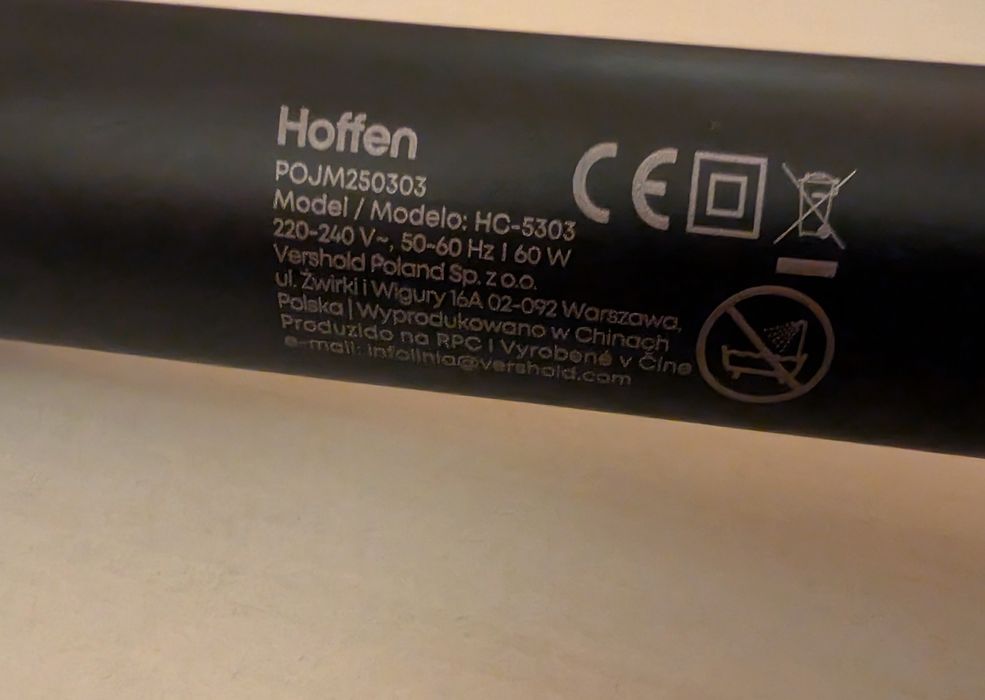 Hoffen
POJM250303
Model / Modelo: HC-5303
220-240 V~, 50-60 Hz | 60 W
Vershold Poland Sp. z o.o.
ul. Żwirki i Wigury 16A 02-092 Warszawa,
Polska | Wyprodukowano w Chinach
Produzido na RPC | Vyrobené v Číne
e-mail: infolinia@vershold.com
CE